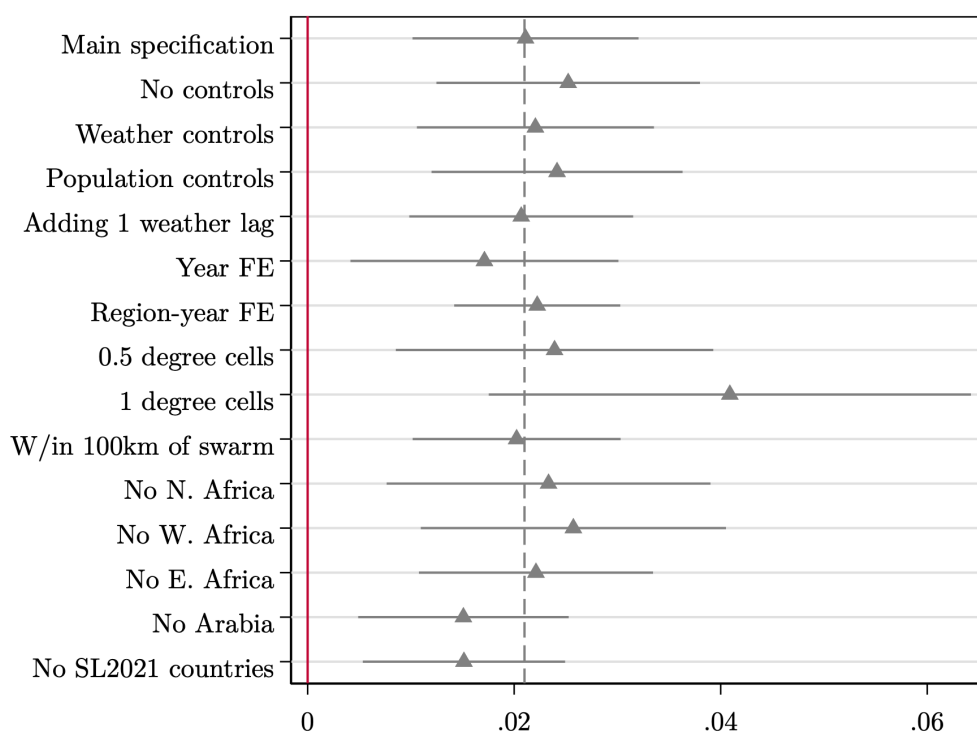 Main specification
No controls
Weather controls
Population controls
Adding 1 weather lag
Year FE
Region-year FE
0.5 degree cells
1 degree cells
W/in 100km of swarm
No N. Africa
No W. Africa
No E. Africa
No Arabia
No SL2021 countries
0 .02 .04 .06